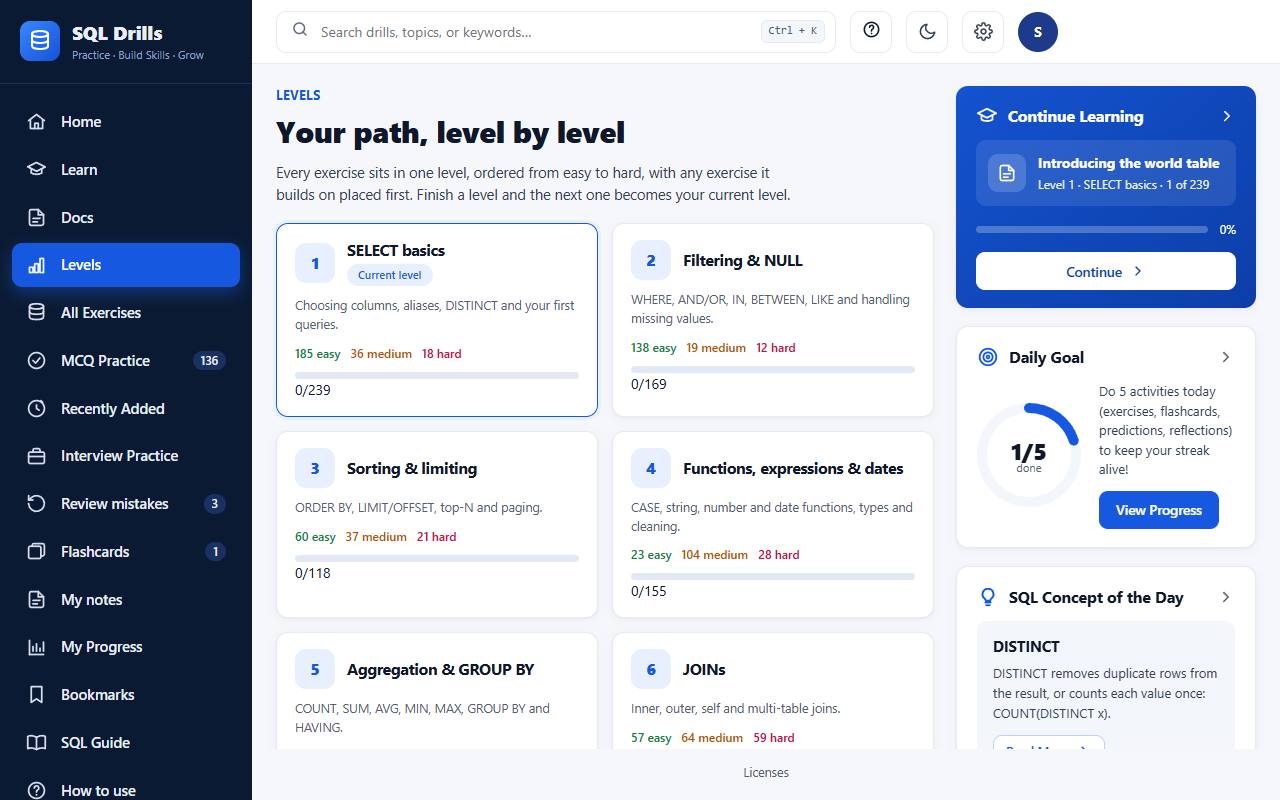 SQL Drills
Practice · Build Skills · Grow
Home
Learn
Docs
Levels
All Exercises
MCQ Practice 136
Recently Added
Interview Practice
Review mistakes 3
Flashcards 1
My notes
My Progress
Bookmarks
SQL Guide
How to use
Search drills, topics, or keywords...
Ctrl + K
S
LEVELS
Your path, level by level
Every exercise sits in one level, ordered from easy to hard, with any exercise it
builds on placed first. Finish a level and the next one becomes your current level.
1 SELECT basics
Current level
Choosing columns, aliases, DISTINCT and your first
queries.
185 easy 36 medium 18 hard
0/239
2 Filtering & NULL
WHERE, AND/OR, IN, BETWEEN, LIKE and handling
missing values.
138 easy 19 medium 12 hard
0/169
3 Sorting & limiting
ORDER BY, LIMIT/OFFSET, top-N and paging.
60 easy 37 medium 21 hard
0/118
4 Functions, expressions & dates
CASE, string, number and date functions, types and
cleaning.
23 easy 104 medium 28 hard
0/155
5 Aggregation & GROUP BY
COUNT, SUM, AVG, MIN, MAX, GROUP BY and
HAVING.
6 JOINs
Inner, outer, self and multi-table joins.
57 easy 64 medium 59 hard
Continue Learning
Introducing the world table
Level 1 · SELECT basics · 1 of 239
0%
Continue
Daily Goal
1/5
done
Do 5 activities today
(exercises, flashcards,
predictions, reflections)
to keep your streak
alive!
View Progress
SQL Concept of the Day
DISTINCT
DISTINCT removes duplicate rows from
the result, or counts each value once:
COUNT(DISTINCT x).
Licenses